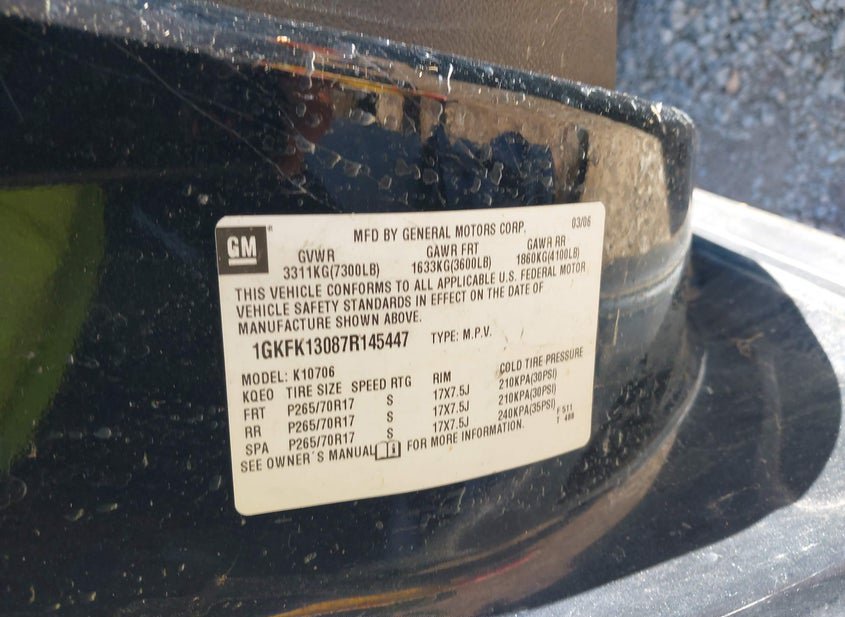 GM
MFD BY GENERAL MOTORS CORP. 03/06
GVWR GAWR FRT GAWR RR
3311KG(7300LB) 1633KG(3600LB) 1860KG(4100LB)
THIS VEHICLE CONFORMS TO ALL APPLICABLE U.S. FEDERAL MOTOR
VEHICLE SAFETY STANDARDS IN EFFECT ON THE DATE OF
MANUFACTURE SHOWN ABOVE.
1GKFK13087R145447 TYPE: M.P.V.
MODEL: K10706
KQEO TIRE SIZE SPEED RTG RIM COLD TIRE PRESSURE
FRT P265/70R17 S 17X7.5J 210KPA(30PSI)
RR P265/70R17 S 17X7.5J 210KPA(30PSI)
SPA P265/70R17 S 17X7.5J 240KPA(35PSI)
F 511
SEE OWNER´S MANUAL FOR MORE INFORMATION.